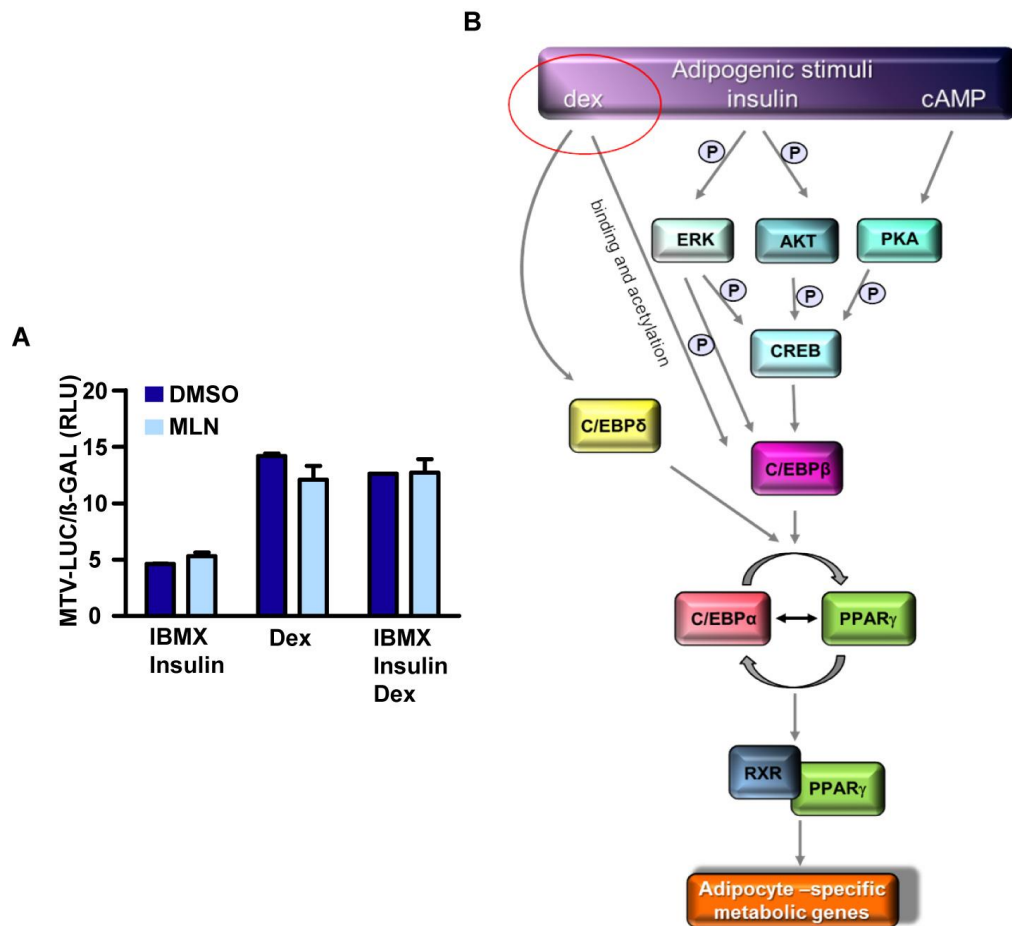 A
MTV-LUC/ß-GAL (RLU)
20
15
10
5
0
DMSO
MLN
IBMX
Insulin
Dex
IBMX
Insulin
Dex
B
Adipogenic stimuli
dex
insulin
cAMP
P
P
binding and acetylation
ERK
AKT
PKA
P
P
P
P
CREB
C/EBPδ
C/EBPβ
C/EBPα
PPARγ
RXR
PPARγ
Adipocyte –specific
metabolic genes